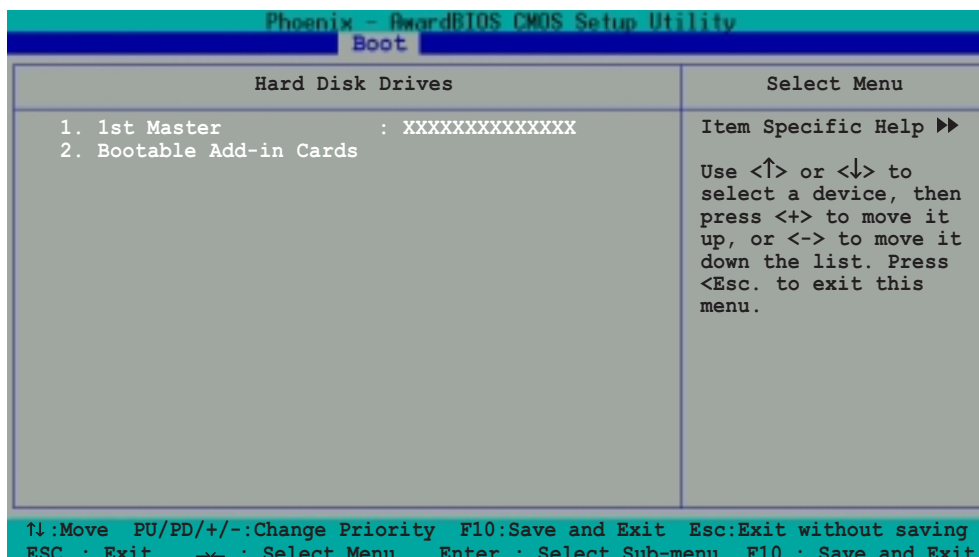 Phoenix - AwardBIOS CMOS Setup Utility
Boot
Hard Disk Drives
Select Menu
1. 1st Master : XXXXXXXXXXXXXX
2. Bootable Add-in Cards
Item Specific Help ▶▶
Use <↑> or <↓> to
select a device, then
press <+> to move it
up, or <-> to move it
down the list. Press
<Esc. to exit this
menu.
↑↓:Move PU/PD/+/-:Change Priority F10:Save and Exit Esc:Exit without saving
ESC : Exit →← : Select Menu Enter : Select Sub-menu F10 : Save and Exit